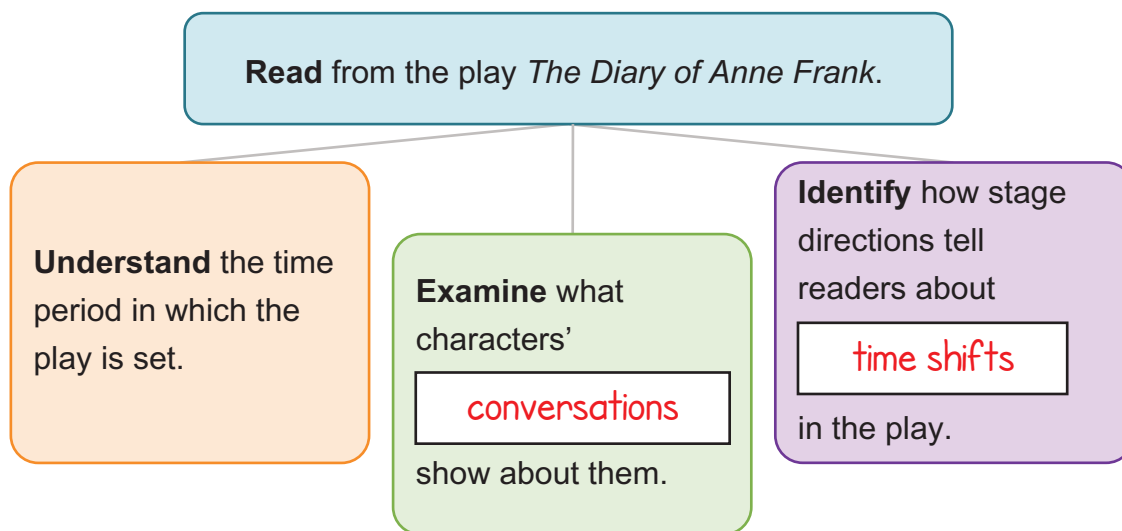 Read from the play The Diary of Anne Frank.
Understand the time
period in which the
play is set.
Examine what
characters’
conversations
show about them.
Identify how stage
directions tell
readers about
time shifts
in the play.